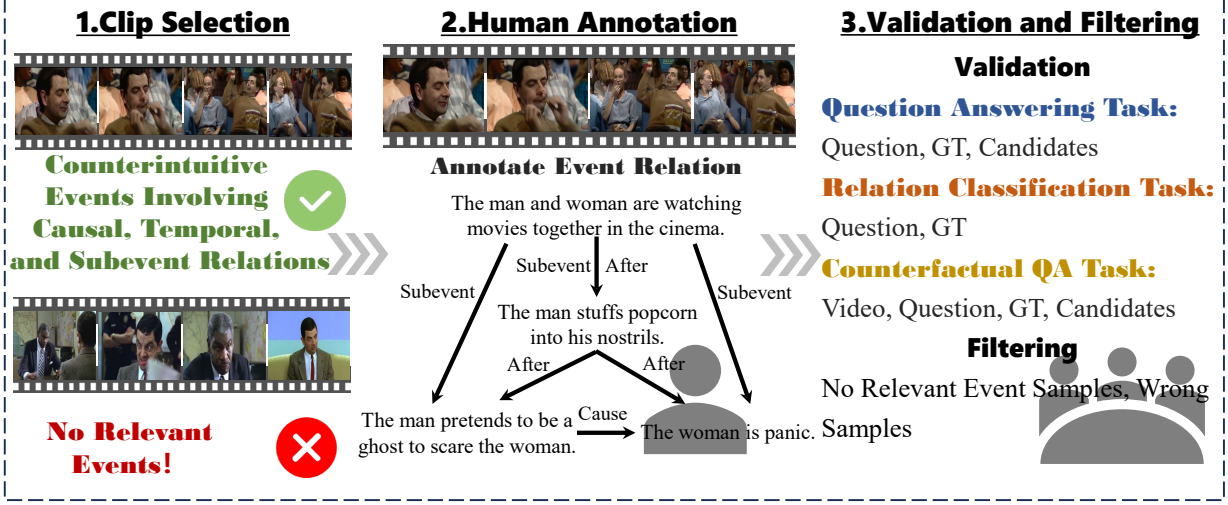 1.Clip Selection
Counterintuitive
Events Involving
Causal, Temporal,
and Subevent Relations
No Relevant
Events!
2.Human Annotation
Annotate Event Relation
The man and woman are watching
movies together in the cinema.
Subevent
Subevent
After
Subevent
The man stuffs popcorn
into his nostrils.
After
After
The man pretends to be a
ghost to scare the woman.
Cause
The woman is panic.
3.Validation and Filtering
Validation
Question Answering Task:
Question, GT, Candidates
Relation Classification Task:
Question, GT
Counterfactual QA Task:
Video, Question, GT, Candidates
Filtering
No Relevant Event Samples, Wrong
Samples